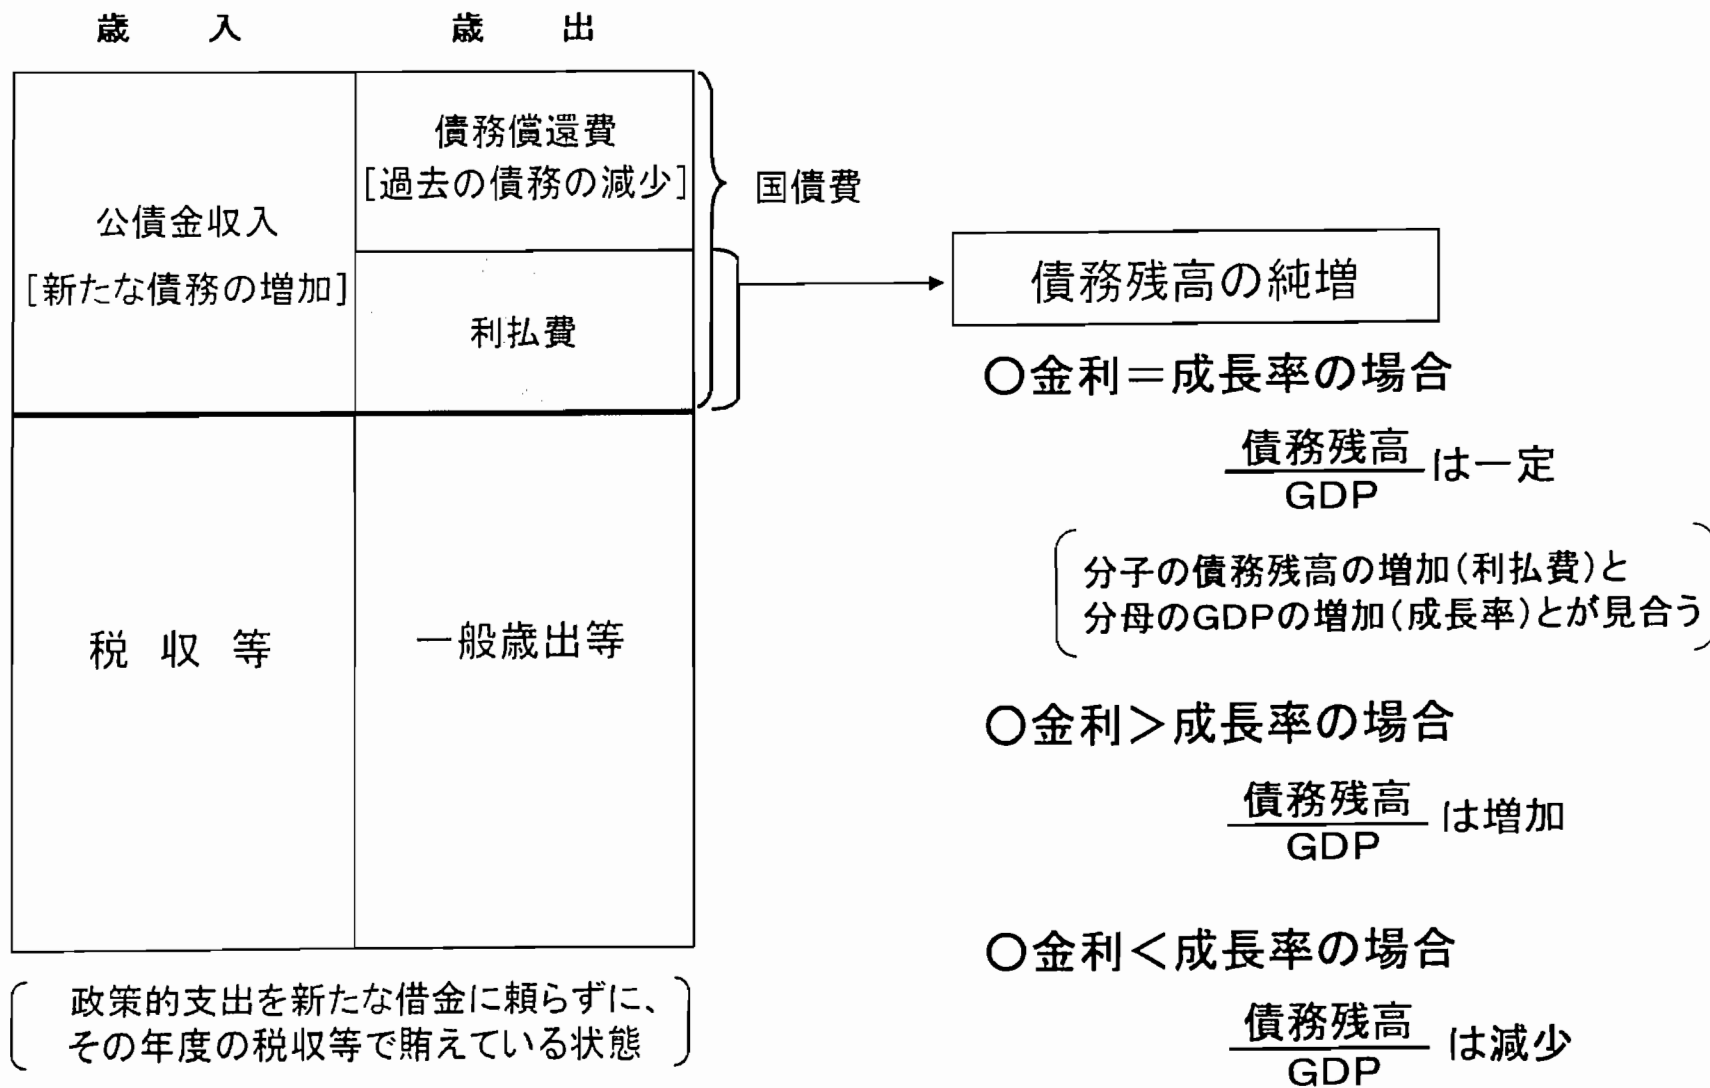 歳　入
歳　出
公債金収入
[新たな債務の増加]
債務償還費
[過去の債務の減少]
利払費
国債費
税 収 等
一般歳出等
政策的支出を新たな借金に頼らずに、
その年度の税収等で賄えている状態
債務残高の純増
○金利＝成長率の場合
債務残高
GDP
は一定
分子の債務残高の増加(利払費)と
分母のGDPの増加(成長率)とが見合う
○金利＞成長率の場合
債務残高
GDP
は増加
○金利＜成長率の場合
債務残高
GDP
は減少